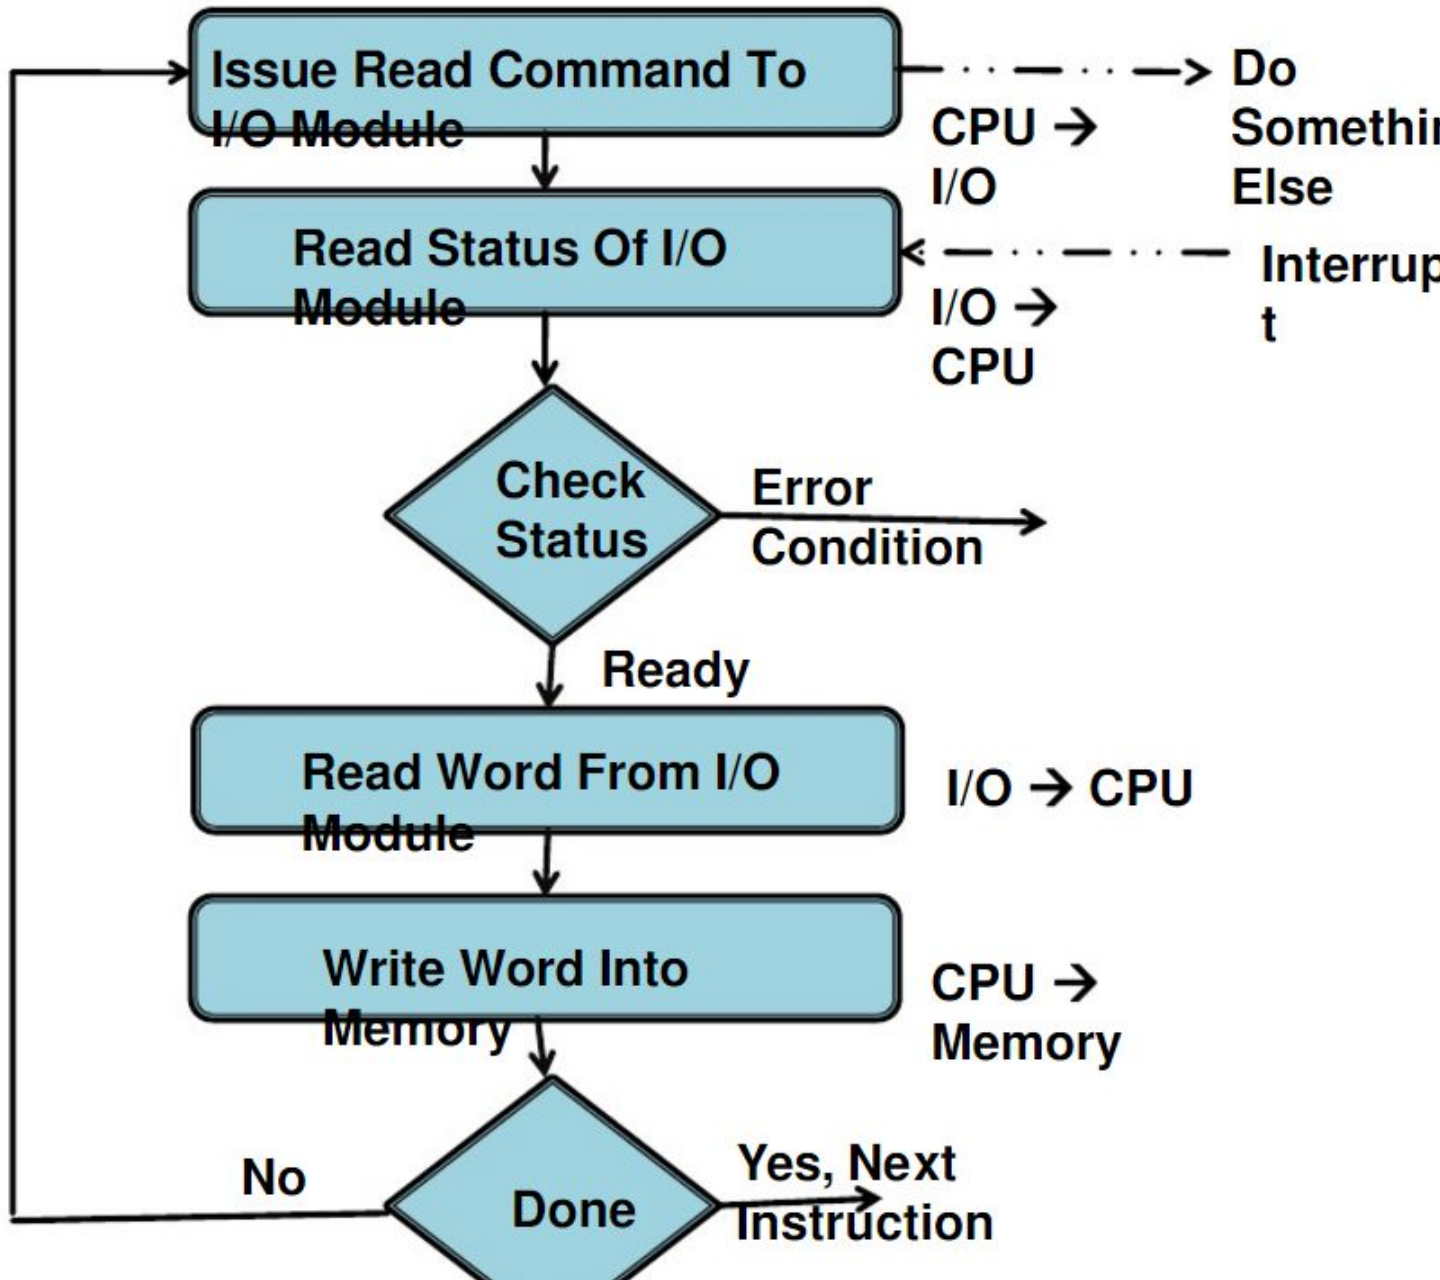 Issue Read Command To
I/O Module
Do
Somethin
Else
CPU →
I/O
Read Status Of I/O
Module
Interrup
t
I/O →
CPU
Check
Status
Error
Condition
Ready
Read Word From I/O
Module
I/O → CPU
Write Word Into
Memory
CPU →
Memory
No
Done
Yes, Next
Instruction